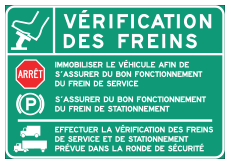 VÉRIFICATION
DES FREINS
ARRÊT
IMMOBILISER LE VÉHICULE AFIN DE
S'ASSURER DU BON FONCTIONNEMENT
DU FREIN DE SERVICE
P
S'ASSURER DU BON FONCTIONNEMENT
DU FREIN DE STATIONNEMENT
EFFECTUER LA VÉRIFICATION DES FREINS
DE SERVICE ET DE STATIONNEMENT
PRÉVUE DANS LA RONDE DE SÉCURITÉ